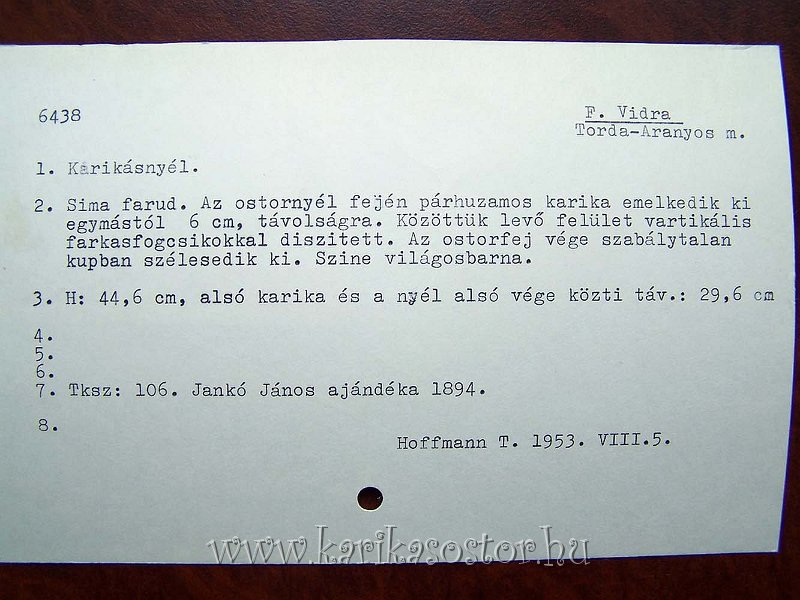 6438
F. Vidra
Torda-Aranyos m.
1. Karikásnyél.
2. Sima farud. Az ostornyél fején párhuzamos karika emelkedik ki
egymástól 6 cm, távolságra. Közöttük levő felület vartikális
farkasfogcsikokkal diszitett. Az ostorfej vége szabálytalan
kupban szélesedik ki. Szine világosbarna.
3. H: 44,6 cm, alsó karika és a nyél alsó vége közti táv.: 29,6 cm
4.
5.
6.
7. Tksz: 106. Jankó János ajándéka 1894.
8.
Hoffmann T. 1953. VIII.5.
www.karikasostor.hu